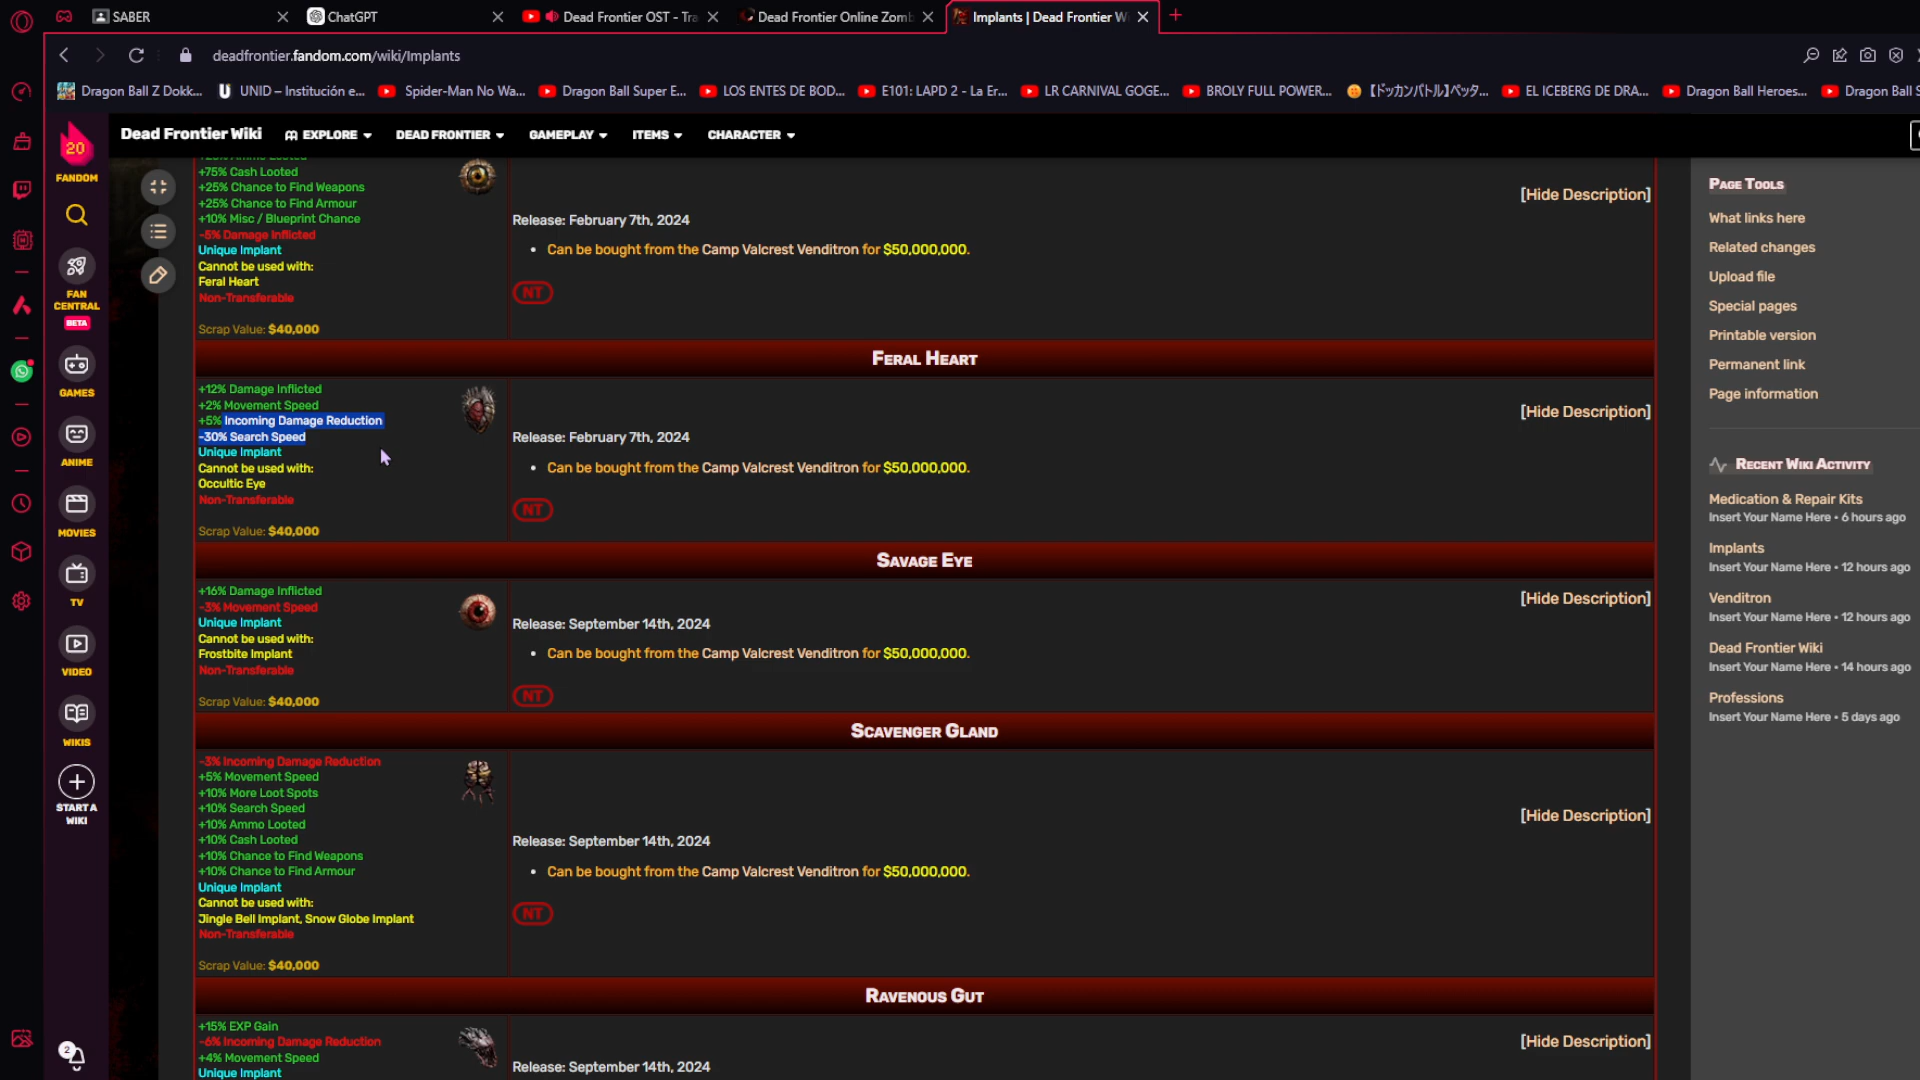 SABER
ChatGPT
Dead Frontier OST - Tra
Dead Frontier Online Zomb
Implants | Dead Frontier W
deadfrontier.fandom.com/wiki/Implants
Dragon Ball Z Dokk...
UNID – Institución e...
Spider-Man No Wa...
Dragon Ball Super E...
LOS ENTES DE BOD...
E101: LAPD 2 - La Er...
LR CARNIVAL GOGE...
BROLY FULL POWER...
【ドッカンバトル】ベッタ...
EL ICEBERG DE DRA...
Dragon Ball Heroes...
Dragon Ball S
20
FANDOM
FAN CENTRAL
BETA
GAMES
ANIME
MOVIES
TV
VIDEO
WIKIS
START A
WIKI
2
Dead Frontier Wiki
EXPLORE
DEAD FRONTIER
GAMEPLAY
ITEMS
CHARACTER
+75% Cash Looted
+25% Chance to Find Weapons
+25% Chance to Find Armour
+10% Misc / Blueprint Chance
-5% Damage Inflicted
Unique Implant
Cannot be used with:
Feral Heart
Non-Transferable
Scrap Value: $40,000
Release: February 7th, 2024
• Can be bought from the Camp Valcrest Venditron for $50,000,000.
NT
[Hide Description]
FERAL HEART
+12% Damage Inflicted
+2% Movement Speed
+5% Incoming Damage Reduction
-30% Search Speed
Unique Implant
Cannot be used with:
Occultic Eye
Non-Transferable
Scrap Value: $40,000
Release: February 7th, 2024
• Can be bought from the Camp Valcrest Venditron for $50,000,000.
NT
[Hide Description]
SAVAGE EYE
+16% Damage Inflicted
-3% Movement Speed
Unique Implant
Cannot be used with:
Frostbite Implant
Non-Transferable
Scrap Value: $40,000
Release: September 14th, 2024
• Can be bought from the Camp Valcrest Venditron for $50,000,000.
NT
[Hide Description]
SCAVENGER GLAND
-3% Incoming Damage Reduction
+5% Movement Speed
+10% More Loot Spots
+10% Search Speed
+10% Ammo Looted
+10% Cash Looted
+10% Chance to Find Weapons
+10% Chance to Find Armour
Unique Implant
Cannot be used with:
Jingle Bell Implant, Snow Globe Implant
Non-Transferable
Scrap Value: $40,000
Release: September 14th, 2024
• Can be bought from the Camp Valcrest Venditron for $50,000,000.
NT
[Hide Description]
RAVENOUS GUT
+15% EXP Gain
-6% Incoming Damage Reduction
+4% Movement Speed
Unique Implant
Release: September 14th, 2024
[Hide Description]
PAGE TOOLS
What links here
Related changes
Upload file
Special pages
Printable version
Permanent link
Page information
RECENT WIKI ACTIVITY
Medication & Repair Kits
Insert Your Name Here • 6 hours ago
Implants
Insert Your Name Here • 12 hours ago
Venditron
Insert Your Name Here • 12 hours ago
Dead Frontier Wiki
Insert Your Name Here • 14 hours ago
Professions
Insert Your Name Here • 5 days ago